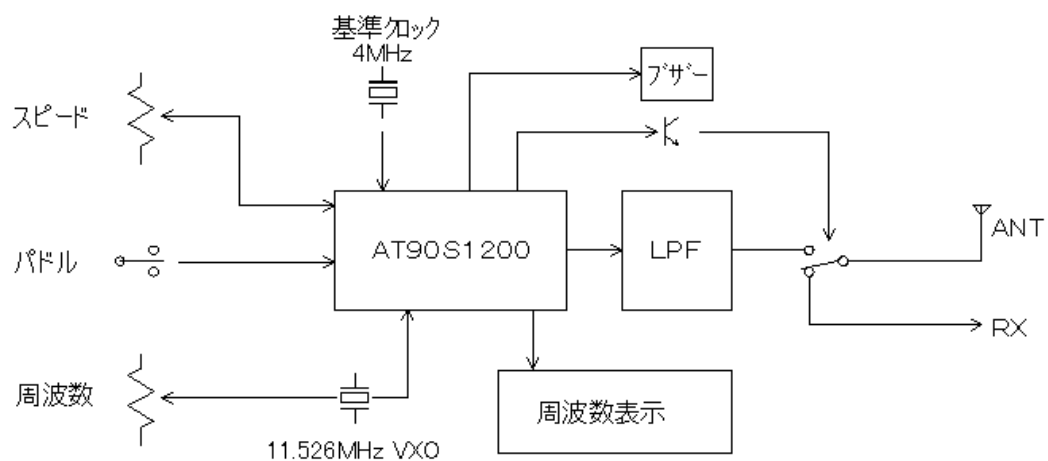 基準クロック
4MHz
ブザー
スピード
AT90S1200
LPF
ANT
パドル
RX
周波数
周波数表示
11.526MHz VXO